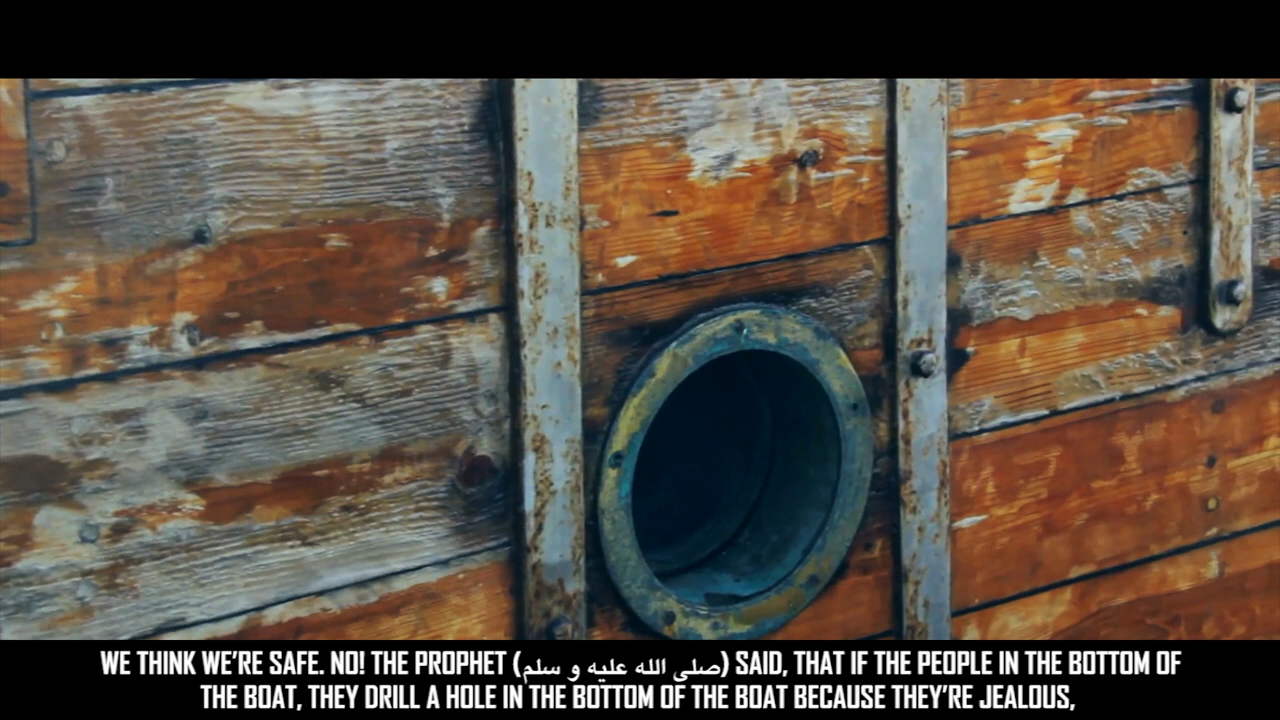 WE THINK WE'RE SAFE. NO! THE PROPHET (صلى الله عليه و سلم) SAID, THAT IF THE PEOPLE IN THE BOTTOM OF
THE BOAT, THEY DRILL A HOLE IN THE BOTTOM OF THE BOAT BECAUSE THEY'RE JEALOUS,